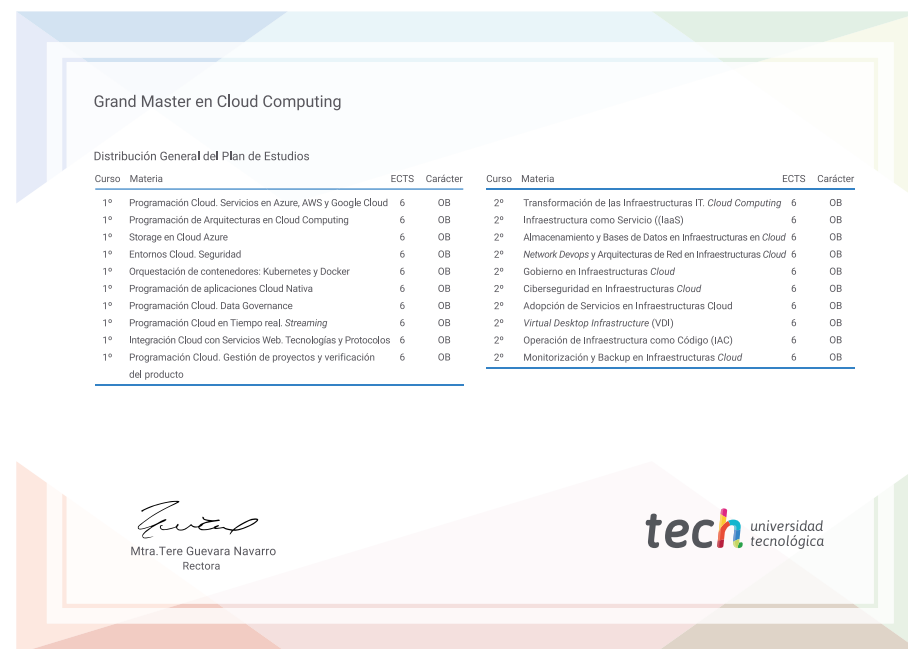 Grand Master en Cloud Computing
Distribución General del Plan de Estudios
Curso Materia ECTS Carácter
1º Programación Cloud. Servicios en Azure, AWS y Google Cloud 6 OB
1º Programación de Arquitecturas en Cloud Computing 6 OB
1º Storage en Cloud Azure 6 OB
1º Entornos Cloud. Seguridad 6 OB
1º Orquestación de contenedores: Kubernetes y Docker 6 OB
1º Programación de aplicaciones Cloud Nativa 6 OB
1º Programación Cloud. Data Governance 6 OB
1º Programación Cloud en Tiempo real. Streaming 6 OB
1º Integración Cloud con Servicios Web. Tecnologías y Protocolos 6 OB
1º Programación Cloud. Gestión de proyectos y verificación 6 OB
del producto
Curso Materia ECTS Carácter
2º Transformación de las Infraestructuras IT. Cloud Computing 6 OB
2º Infraestructura como Servicio ((IaaS) 6 OB
2º Almacenamiento y Bases de Datos en Infraestructuras en Cloud 6 OB
2º Network Devops y Arquitecturas de Red en Infraestructuras Cloud 6 OB
2º Gobierno en Infraestructuras Cloud 6 OB
2º Ciberseguridad en Infraestructuras Cloud 6 OB
2º Adopción de Servicios en Infraestructuras Cloud 6 OB
2º Virtual Desktop Infrastructure (VDI) 6 OB
2º Operación de Infraestructura como Código (IAC) 6 OB
2º Monitorización y Backup en Infraestructuras Cloud 6 OB
Mtra.Tere Guevara Navarro
Rectora
tech universidad
tecnológica